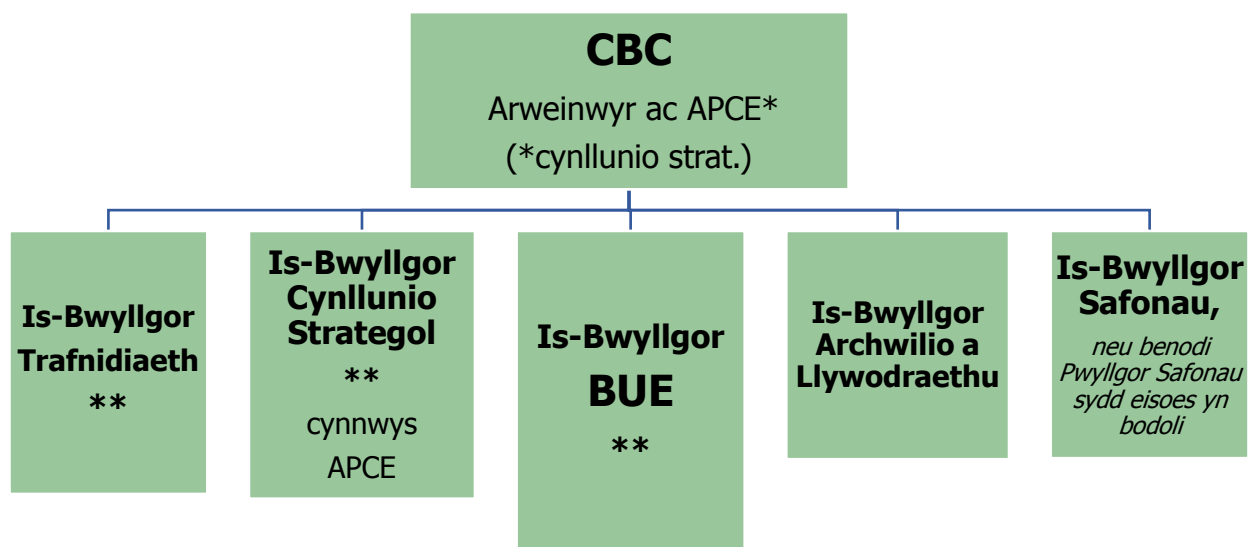 CBC
Arweinwyr ac APCE*
(*cynllunio strat.)
Is-Bwyllgor
Trafnidiaeth
**
Is-Bwyllgor
Cynllunio
Strategol
**
cynnwys
APCE
Is-Bwyllgor
BUE
**
Is-Bwyllgor
Archwilio a
Llywodraethu
Is-Bwyllgor
Safonau,
neu benodi
Pwyllgor Safonau
sydd eisoes yn
bodoli